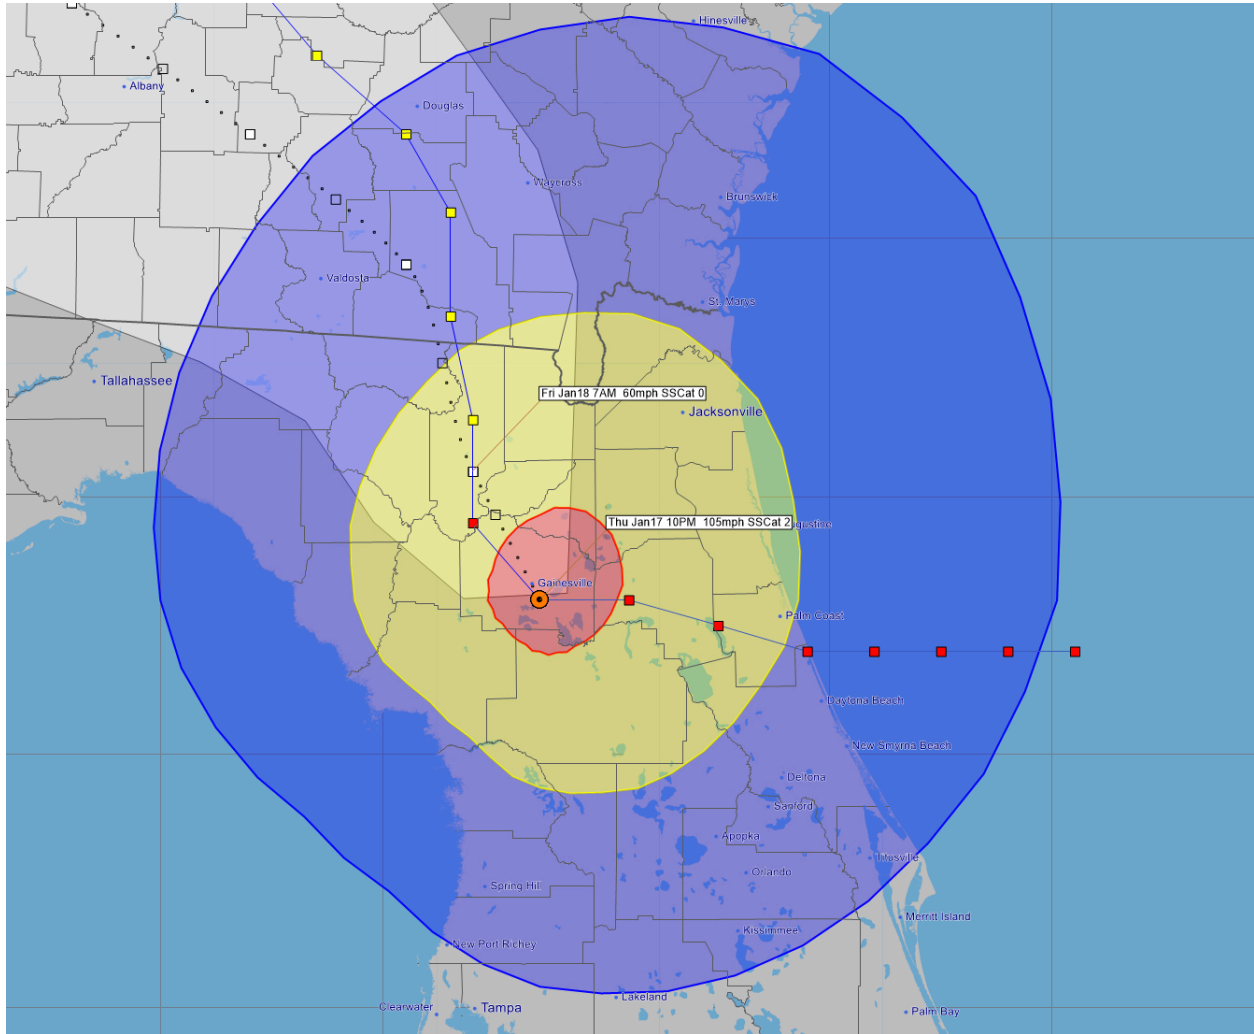 Hinesville
Albany
Douglas
Waycross
Brunswick
Valdosta
St. Marys
Tallahassee
Fri Jan18 7AM 60mph SSCat 0
Jacksonville
Thu Jan17 10PM 105mph SSCat 2
ugustine
Gainesville
Palm Coast
Daytona Beach
New Smyrna Beach
Deltona
Sanford
Apopka
Titusville
Orlando
Spring Hill
Merritt Island
Kissimmee
New Port Richey
Lakeland
Clearwater
Tampa
Palm Bay